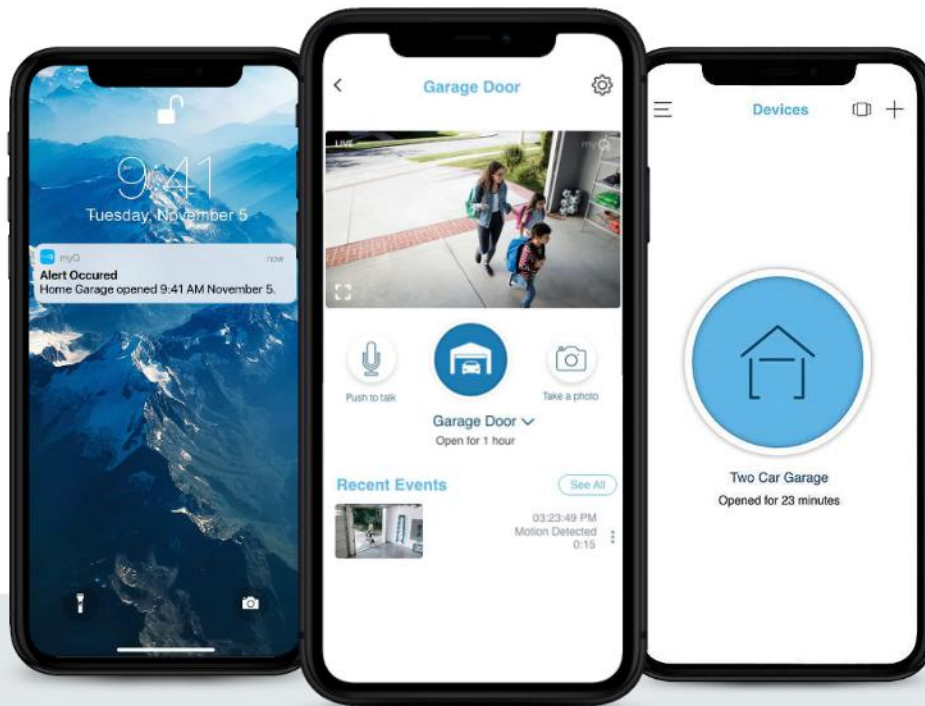 9:41
Tuesday, November 5
myQ now
Alert Occured
Home Garage opened 9:41 AM November 5.
Garage Door
LIVE
myQ
Push to talk
Take a photo
Garage Door
Open for 1 hour
Recent Events
See All
03:23:49 PM
Motion Detected
0:15
Devices
Two Car Garage
Opened for 23 minutes